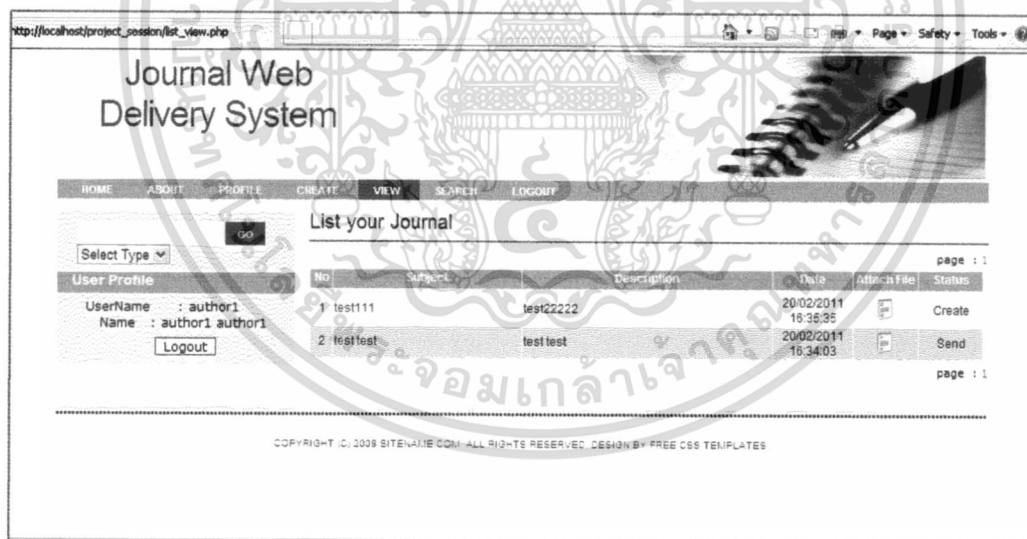 http://localhost/project_session/list_view.php
Page Safety Tools
Journal Web
Delivery System
HOME ABOUT PROFILE CREATE VIEW SEARCH LOGOUT
GO
Select Type
User Profile
UserName : author1
Name : author1 author1
Logout
List your Journal
page : 1
No Subject Description Data Attach File Status
1 test111 test22222 20/02/2011 16:35:35 Create
2 test test test test 20/02/2011 16:34:03 Send
page : 1
COPYRIGHT (C) 2009 SITENAME.COM. ALL RIGHTS RESERVED. DESIGN BY FREE CSS TEMPLATES